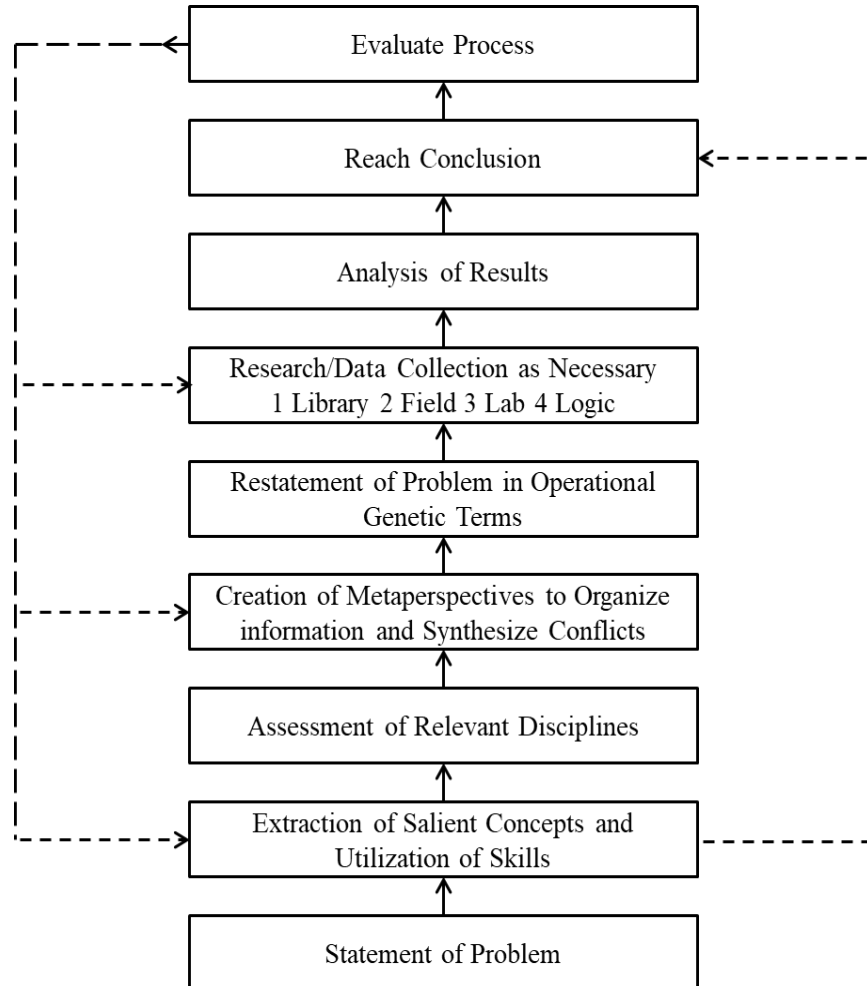 Evaluate Process
Reach Conclusion
Analysis of Results
Research/Data Collection as Necessary
1 Library 2 Field 3 Lab 4 Logic
Restatement of Problem in Operational
Genetic Terms
Creation of Metaperspectives to Organize
information and Synthesize Conflicts
Assessment of Relevant Disciplines
Extraction of Salient Concepts and
Utilization of Skills
Statement of Problem